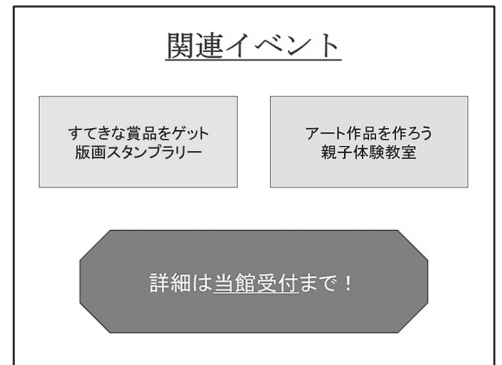 関連イベント
すてきな賞品をゲット
版画スタンプラリー
アート作品を作ろう
親子体験教室
詳細は当館受付まで！